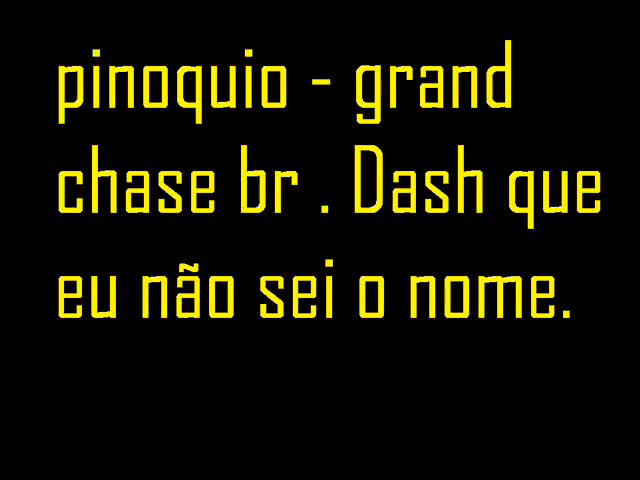 pinoquio - grand
chase br . Dash que
eu não sei o nome.